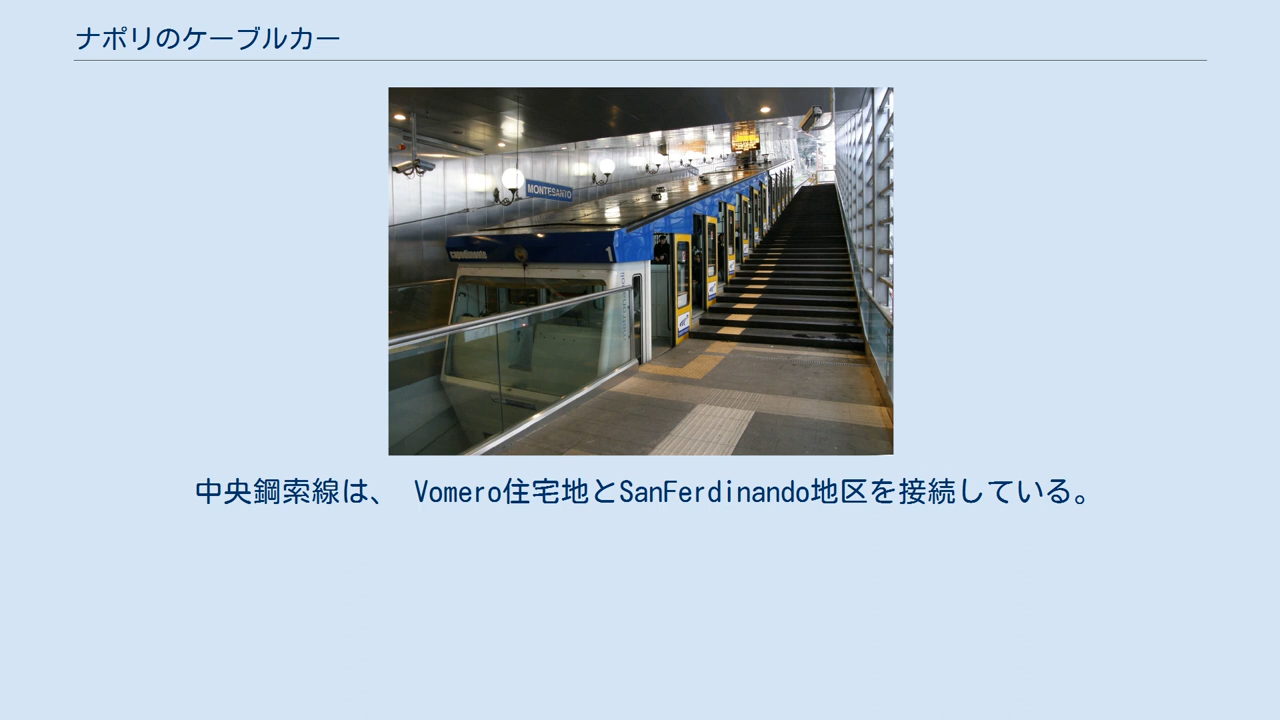 ナポリのケーブルカー
MONTESANTO
capodimonte
1
中央鋼索線は、 Vomero住宅地とSanFerdinando地区を接続している。